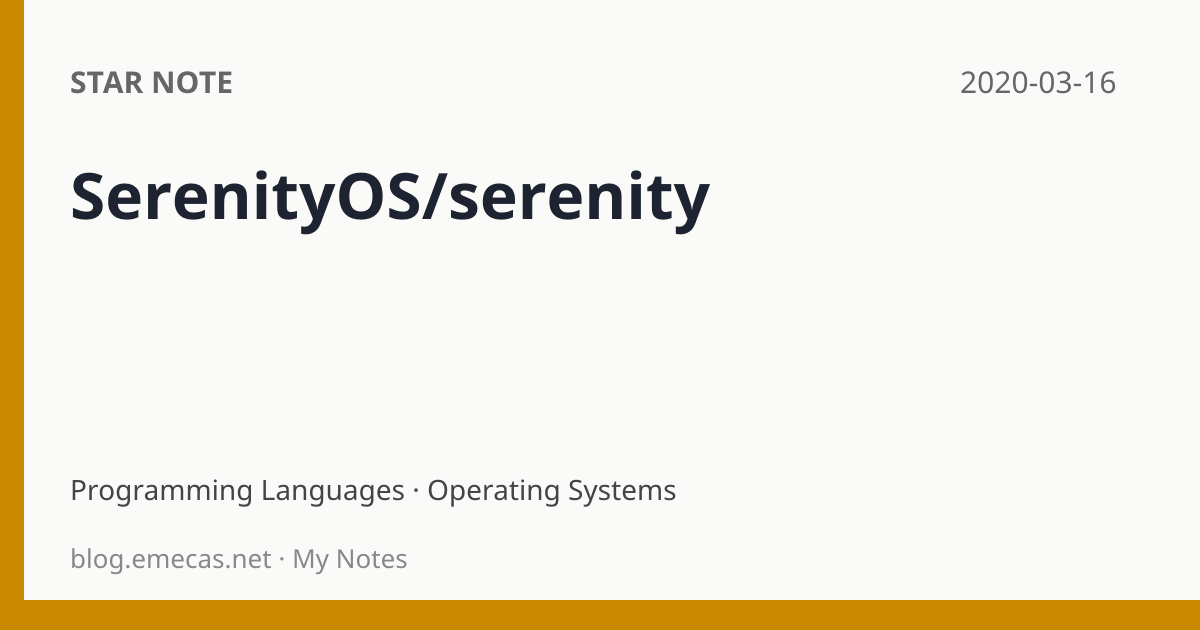 STAR NOTE 2020-03-16
SerenityOS/serenity
Programming Languages · Operating Systems
blog.emecas.net · My Notes